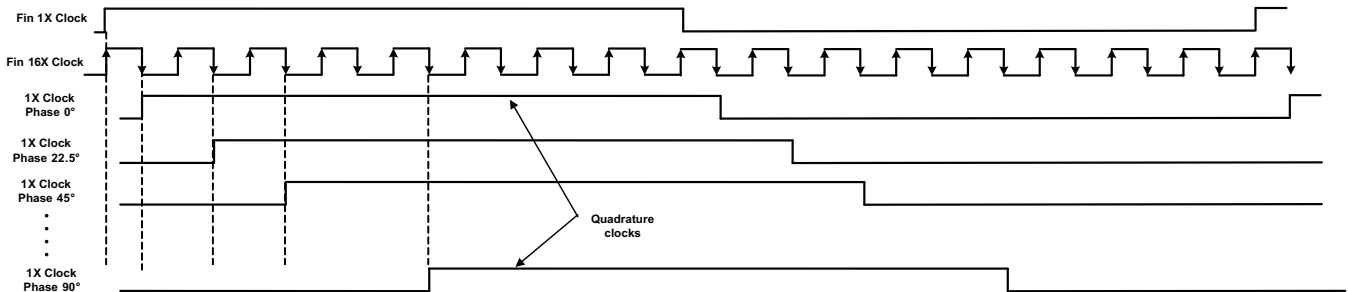 Fin 1X Clock
Fin 16X Clock
1X Clock
Phase 0°
1X Clock
Phase 22.5°
1X Clock
Phase 45°
Quadrature
clocks
1X Clock
Phase 90°